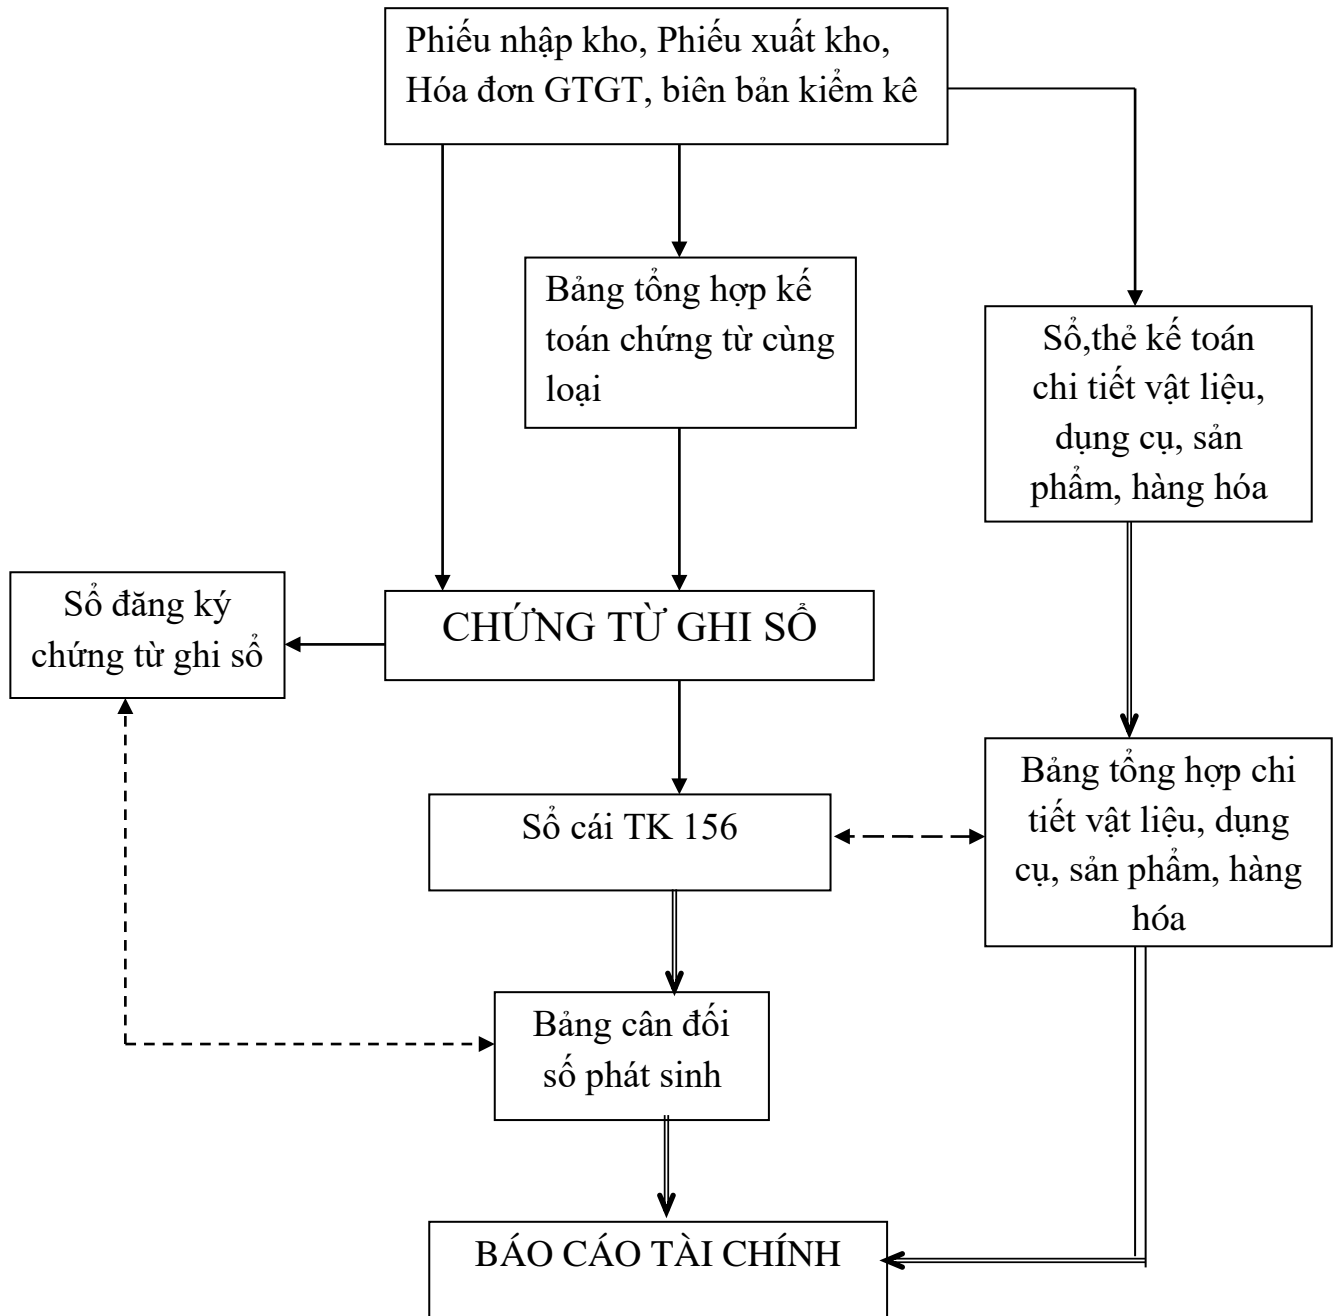 Phiếu nhập kho, Phiếu xuất kho,
Hóa đơn GTGT, biên bản kiểm kê
Bảng tổng hợp kế
toán chứng từ cùng
loại
Sổ,thẻ kế toán
chi tiết vật liệu,
dụng cụ, sản
phẩm, hàng hóa
Sổ đăng ký
chứng từ ghi sổ
CHỨNG TỪ GHI SỔ
Sổ cái TK 156
Bảng tổng hợp chi
tiết vật liệu, dụng
cụ, sản phẩm, hàng
hóa
Bảng cân đối
số phát sinh
BÁO CÁO TÀI CHÍNH